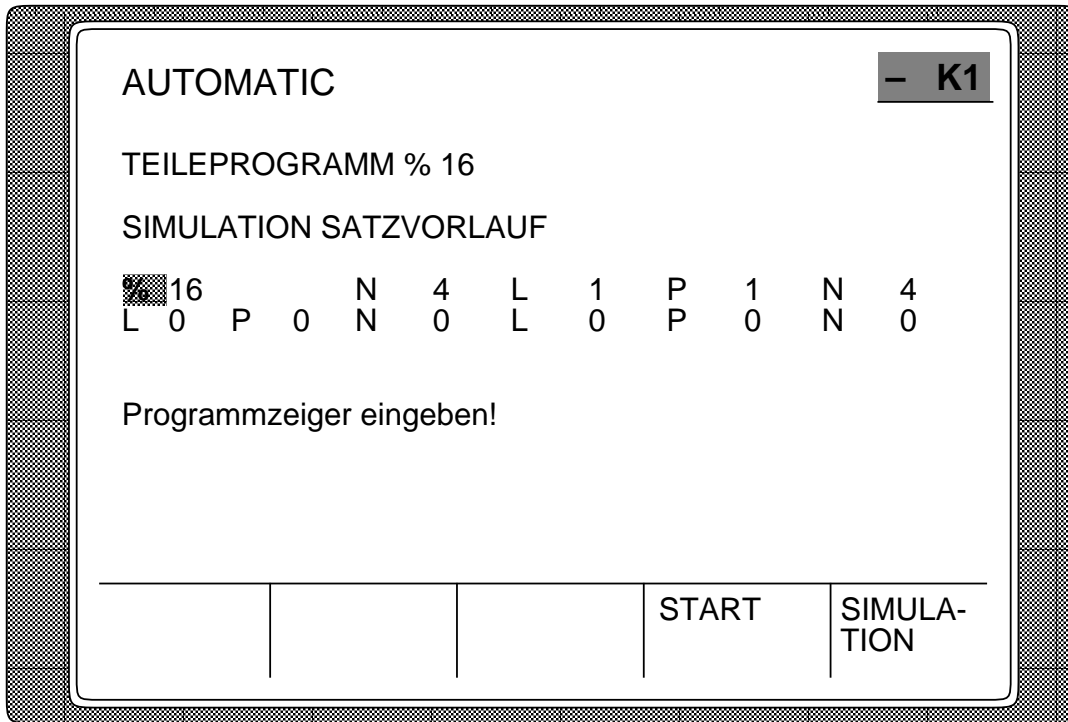 AUTOMATIC
– K1
TEILEPROGRAMM % 16
SIMULATION SATZVORLAUF
% 16 N 4 L 1 P 1 N 4
L 0 P 0 N 0 L 0 P 0 N 0
Programmzeiger eingeben!
START
SIMULA-
TION